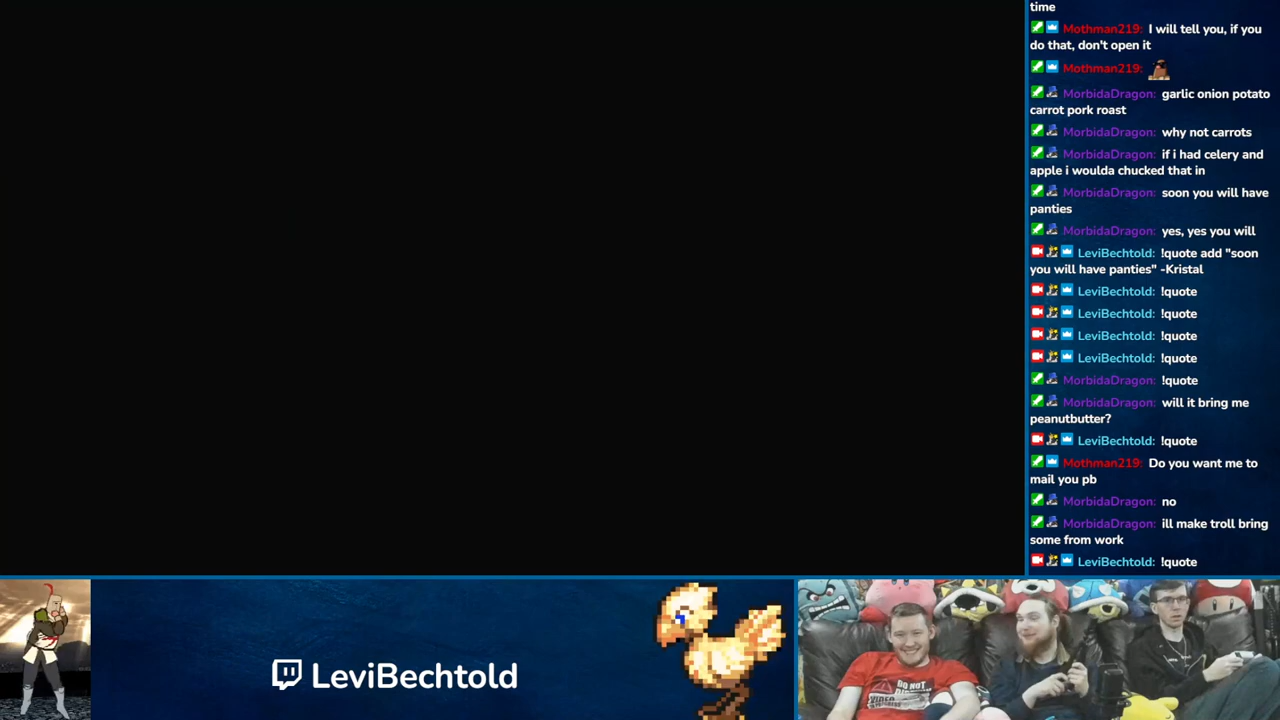 time
Mothman219: I will tell you, if you
do that, don't open it
Mothman219:
MorbidaDragon: garlic onion potato
carrot pork roast
MorbidaDragon: why not carrots
MorbidaDragon: if i had celery and
apple i woulda chucked that in
MorbidaDragon: soon you will have
panties
MorbidaDragon: yes, yes you will
LeviBechtold: !quote add "soon
you will have panties" -Kristal
LeviBechtold: !quote
LeviBechtold: !quote
LeviBechtold: !quote
LeviBechtold: !quote
MorbidaDragon: !quote
MorbidaDragon: will it bring me
peanutbutter?
LeviBechtold: !quote
Mothman219: Do you want me to
mail you pb
MorbidaDragon: no
MorbidaDragon: ill make troll bring
some from work
LeviBechtold: !quote
LeviBechtold
DO NOT
VIDEO